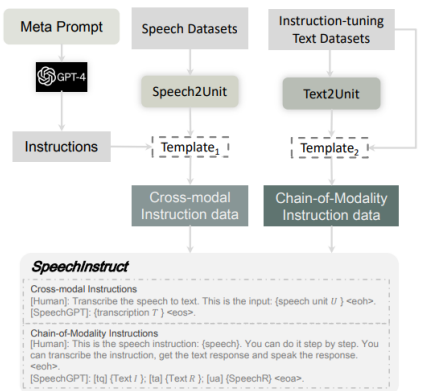 Meta Prompt
Speech Datasets
Instruction-tuning
Text Datasets
GPT-4
Speech2Unit
Text2Unit
Instructions
Template1
Template2
Cross-modal
Instruction data
Chain-of-Modality
Instruction data
SpeechInstruct
Cross-modal Instructions
[Human]: Transcribe the speech to text. This is the input: {speech unit U } <eoh>.
[SpeechGPT]: {transcription T } <eos>.
Chain-of-Modality Instructions
[Human]: This is the speech instruction: {speech}. You can do it step by step. You
can transcribe the instruction, get the text response and speak the response.
<eoh>.
[SpeechGPT]: [tq] {Text I }; [ta] {Text R }; [ua] {SpeechR} <eoa>.